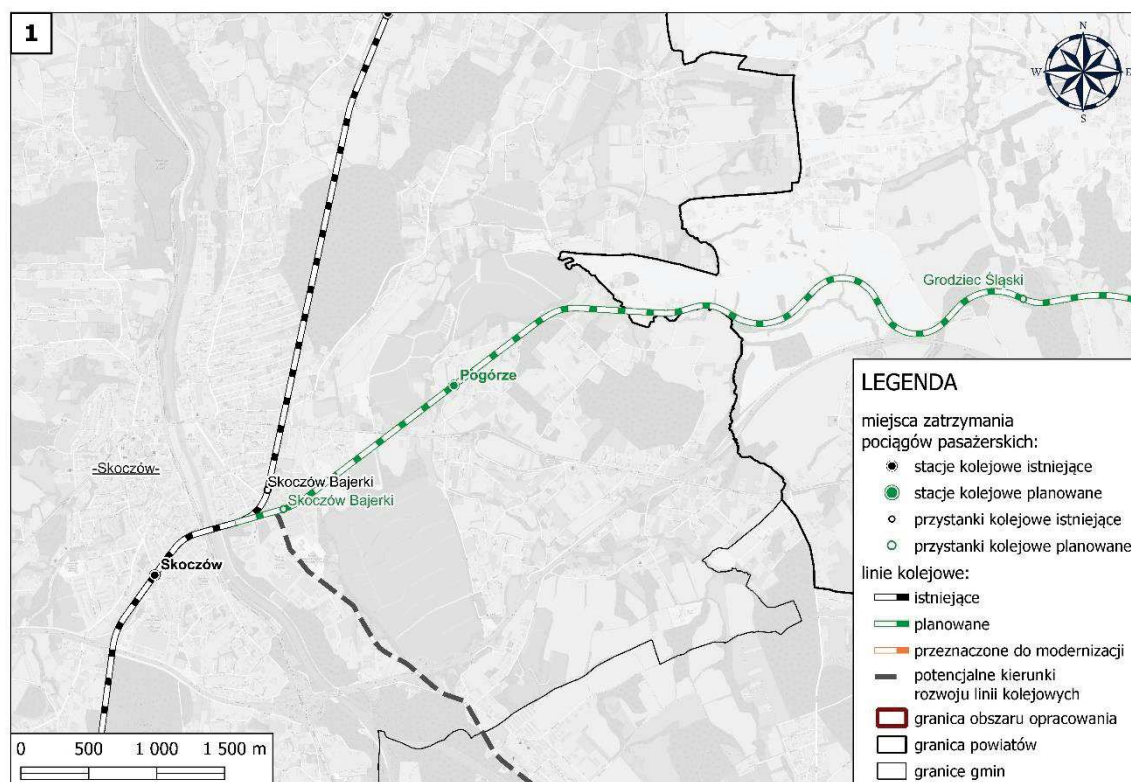 1
N
W
E
S
Grodziec Śląski
Pogórze
-Skoczów-
Skoczów Bajerki
Skoczów Bajerki
Skoczów
LEGENDA
miejsca zatrzymania
pociągów pasażerskich:
stacje kolejowe istniejące
stacje kolejowe planowane
przystanki kolejowe istniejące
przystanki kolejowe planowane
linie kolejowe:
istniejące
planowane
przeznaczone do modernizacji
potencjalne kierunki
rozwoju linii kolejowych
granica obszaru opracowania
granica powiatów
granice gmin
0 500 1 000 1 500 m